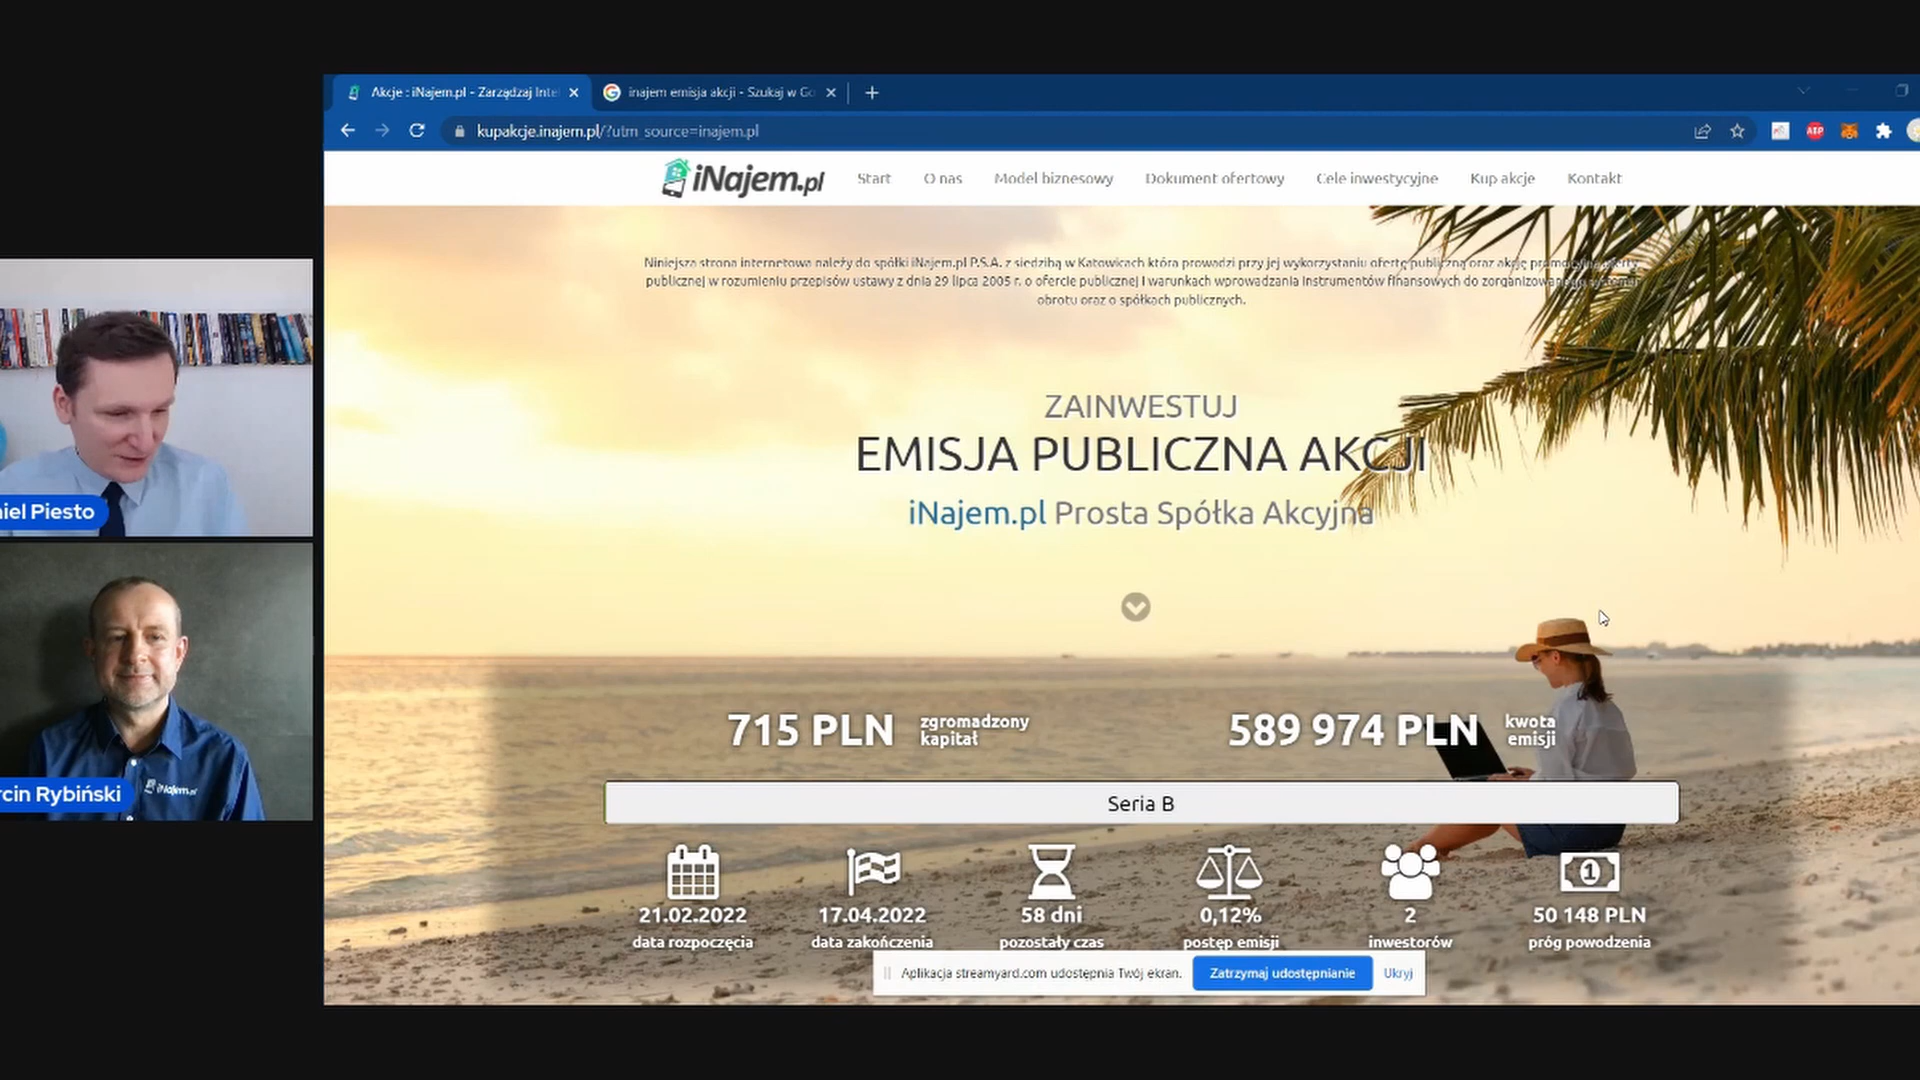 Akcje : iNajem.pl - Zarządzaj Inte
inajem emisja akcji - Szukaj w Go
kupakcje.inajem.pl/?utm_source=inajem.pl
ABP
iNajem.pl
Start
O nas
Model biznesowy
Dokument ofertowy
Cele inwestycyjne
Kup akcje
Kontakt
Niniejsza strona internetowa należy do spółki iNajem.pl P.S.A. z siedzibą w Katowicach która prowadzi przy jej wykorzystaniu ofertę publiczną oraz akcję promocyjną oferty
publicznej w rozumieniu przepisów ustawy z dnia 29 lipca 2005 r. o ofercie publicznej i warunkach wprowadzania instrumentów finansowych do zorganizowanego systemu
obrotu oraz o spółkach publicznych.
ZAINWESTUJ
EMISJA PUBLICZNA AKCJI
iNajem.pl Prosta Spółka Akcyjna
niel Piesto
715 PLN
zgromadzony
kapitał
589 974 PLN
kwota
emisji
rcin Rybiński
iNajem.pl
Seria B
21.02.2022
data rozpoczęcia
17.04.2022
data zakończenia
58 dni
pozostały czas
0,12%
postęp emisji
2
inwestorów
1
50 148 PLN
próg powodzenia
Aplikacja streamyard.com udostępnia Twój ekran.
Zatrzymaj udostępnianie
Ukryj